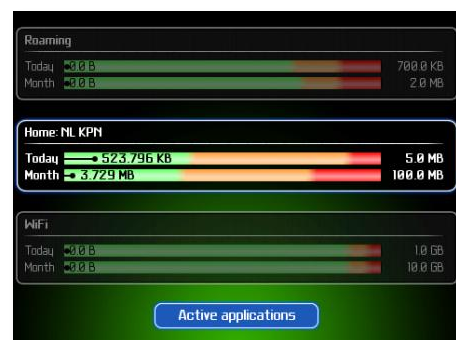 Roaming
Today 0.0 B 700.0 KB
Month 0.0 B 2.0 MB
Home: NL KPN
Today 523.796 KB 5.0 MB
Month 3.729 MB 100.0 MB
WiFi
Today 0.0 B 1.0 GB
Month 0.0 B 10.0 GB
Active applications